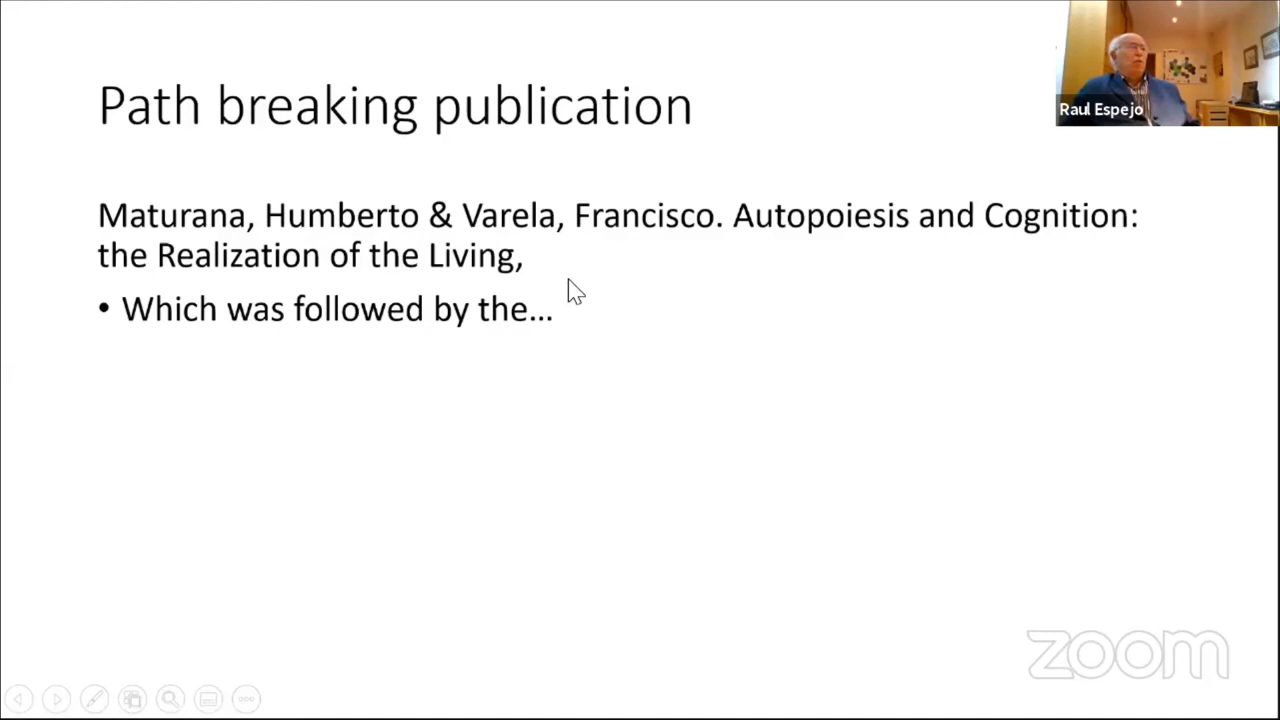 Path breaking publication
Raul Espejo
Maturana, Humberto & Varela, Francisco. Autopoiesis and Cognition:
the Realization of the Living,
• Which was followed by the...
zoom